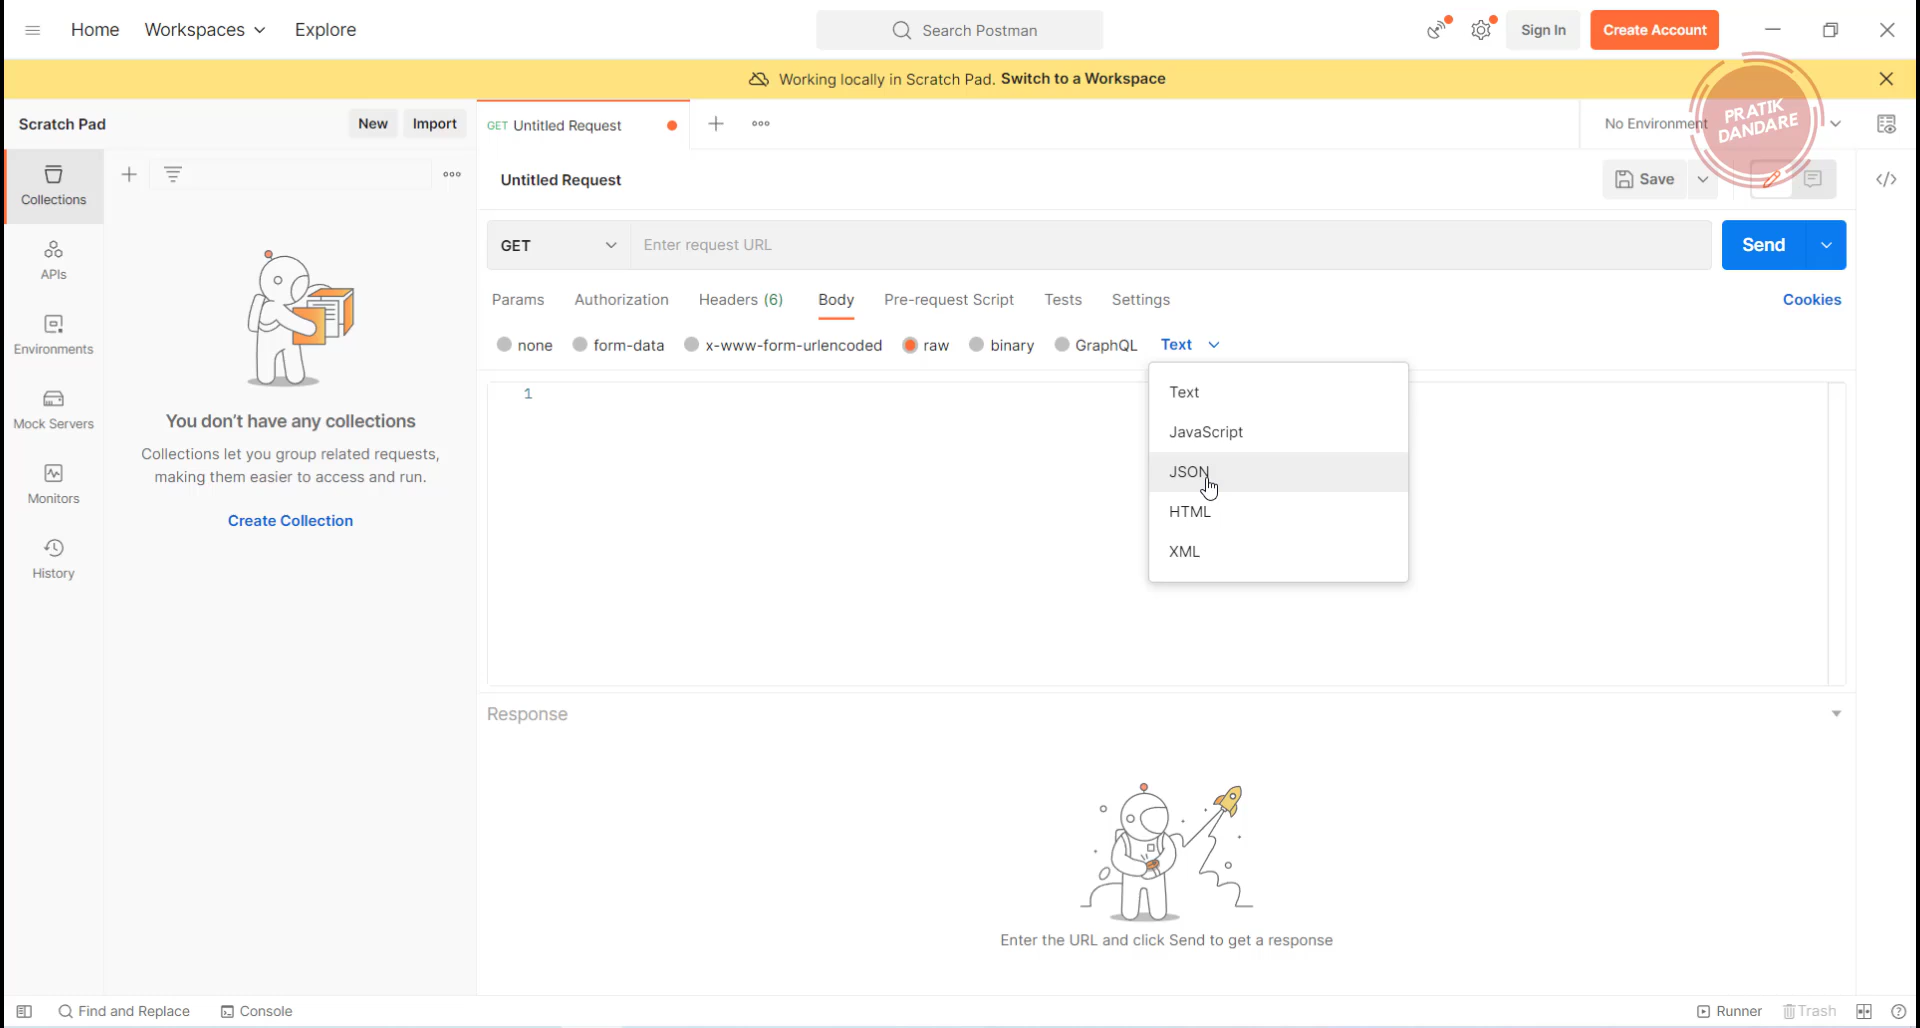 Home Workspaces Explore Search Postman Sign In Create Account
Working locally in Scratch Pad. Switch to a Workspace
PRATIK
DANDARE
Scratch Pad New Import GET Untitled Request No Environment
Collections
Untitled Request Save
APIs
GET Enter request URL Send
Params Authorization Headers (6) Body Pre-request Script Tests Settings Cookies
Environments
none form-data x-www-form-urlencoded raw binary GraphQL Text
1
Text
JavaScript
JSON
HTML
XML
Mock Servers
You don't have any collections
Collections let you group related requests,
making them easier to access and run.
Create Collection
Monitors
History
Response
Enter the URL and click Send to get a response
Find and Replace Console Runner Trash